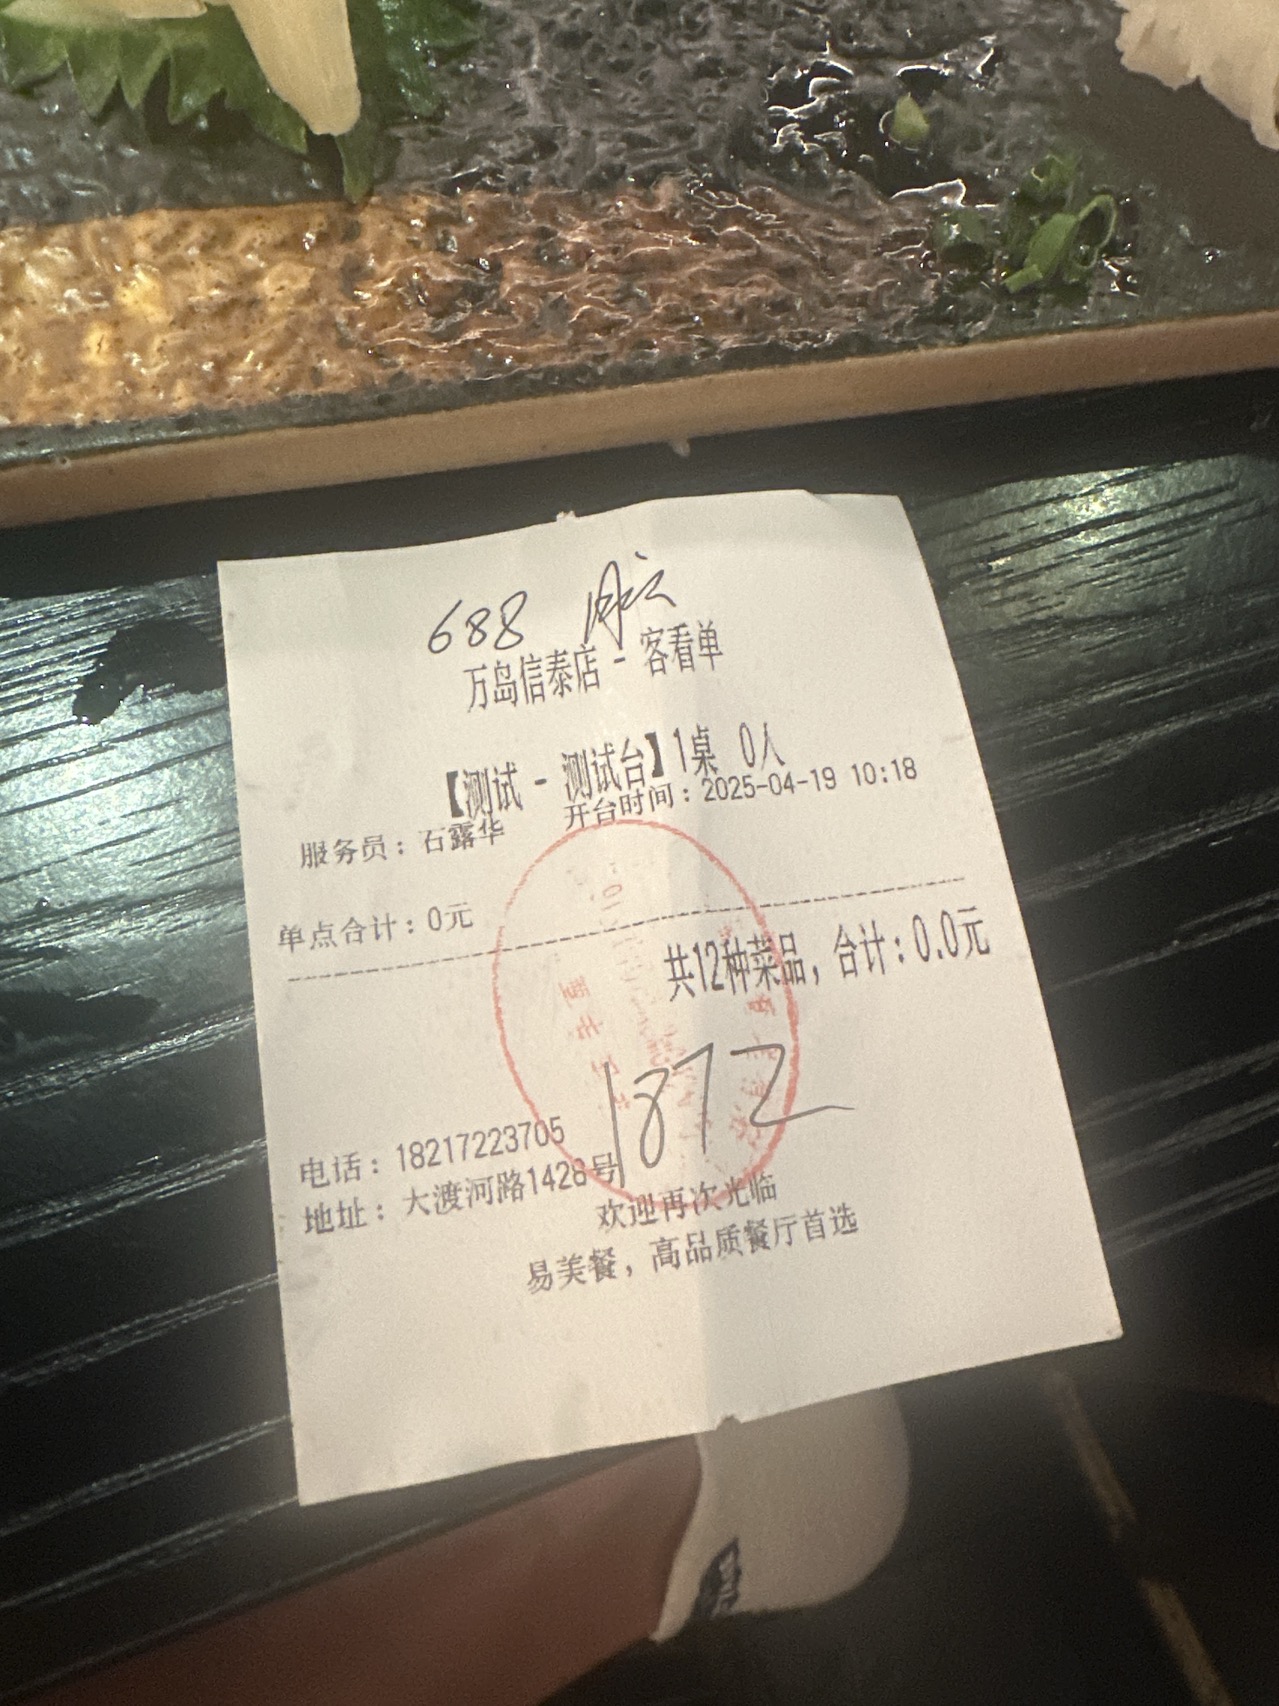 688
万岛信泰店 - 客看单
【测试 - 测试台】1桌 0人
服务员：石露华 开台时间：2025-04-19 10:18
单点合计：0元
共12种菜品，合计：0.0元
1872
电话：18217223705
地址：大渡河路1428号
欢迎再次光临
易美餐，高品质餐厅首选